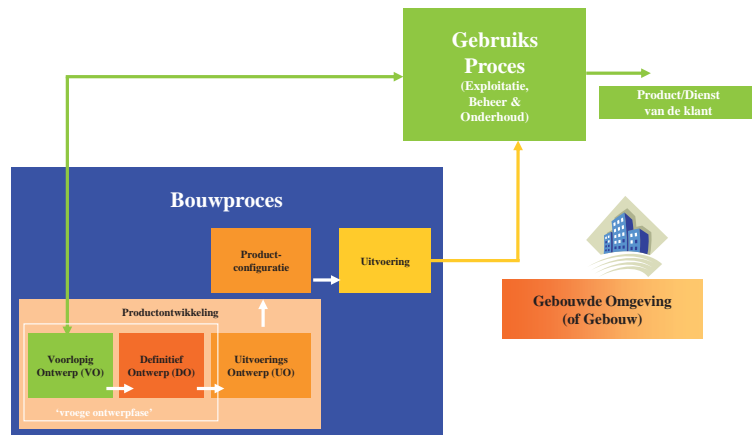 Gebruiks
Proces
(Exploitatie,
Beheer &
Onderhoud)
Product/Dienst
van de klant
Bouwproces
Product-
configuratie
Uitvoering
Gebouwde Omgeving
(of Gebouw)
Productontwikkeling
Voorlopig
Ontwerp (VO)
Definitief
Ontwerp (DO)
Uitvoerings
Ontwerp (UO)
‘vroege ontwerpfase’